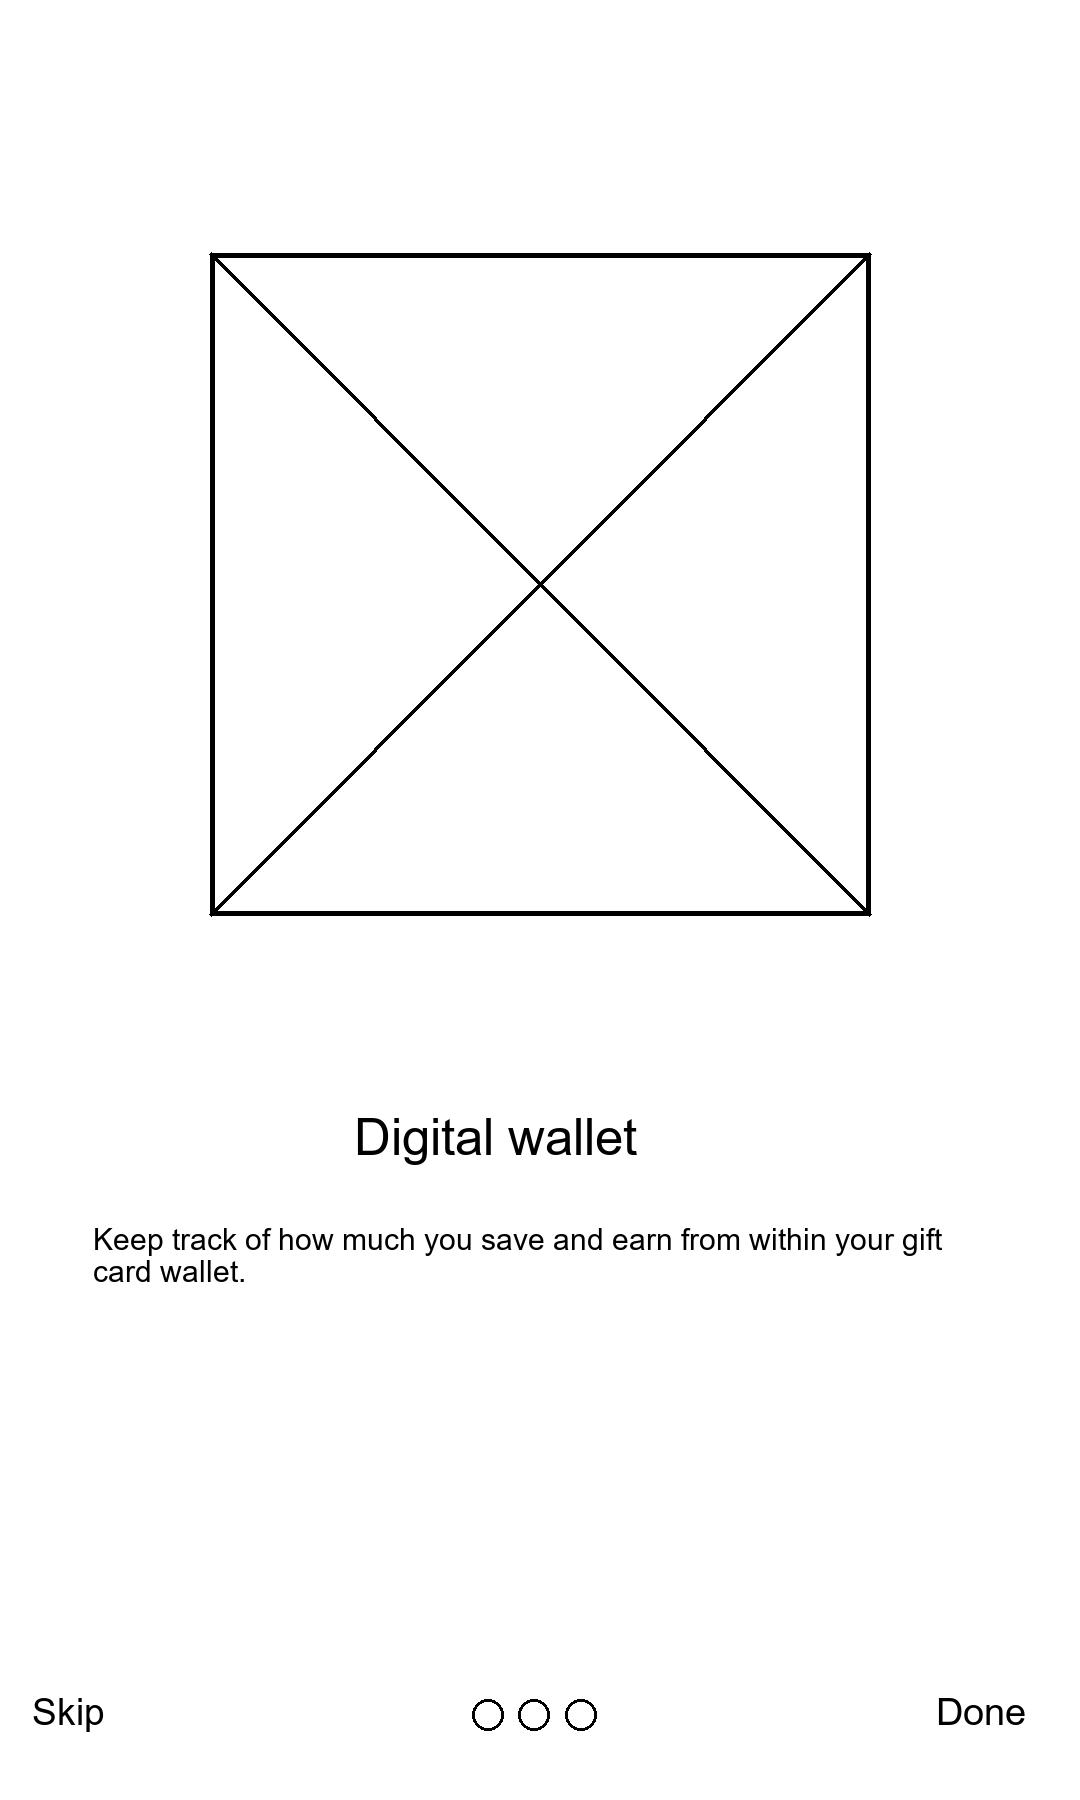 Digital wallet
Keep track of how much you save and earn from within your gift
card wallet.
Skip
Done